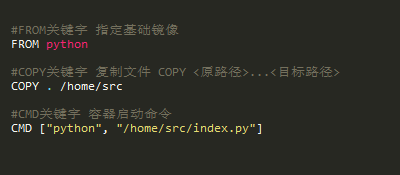 #FROM关键字 指定基础镜像
FROM python
#COPY关键字 复制文件 COPY <原路径>...<目标路径>
COPY . /home/src
#CMD关键字 容器启动命令
CMD ["python", "/home/src/index.py"]